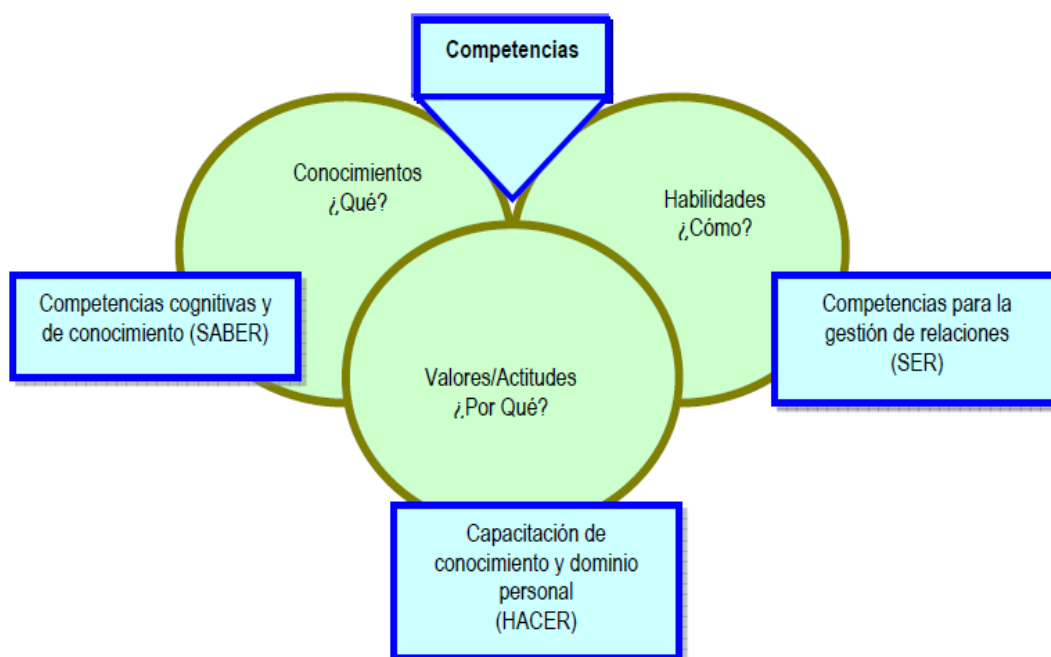 Competencias
Conocimientos
¿Qué?
Habilidades
¿Cómo?
Competencias cognitivas y
de conocimiento (SABER)
Competencias para la
gestión de relaciones
(SER)
Valores/Actitudes
¿Por Qué?
Capacitación de
conocimiento y dominio
personal
(HACER)